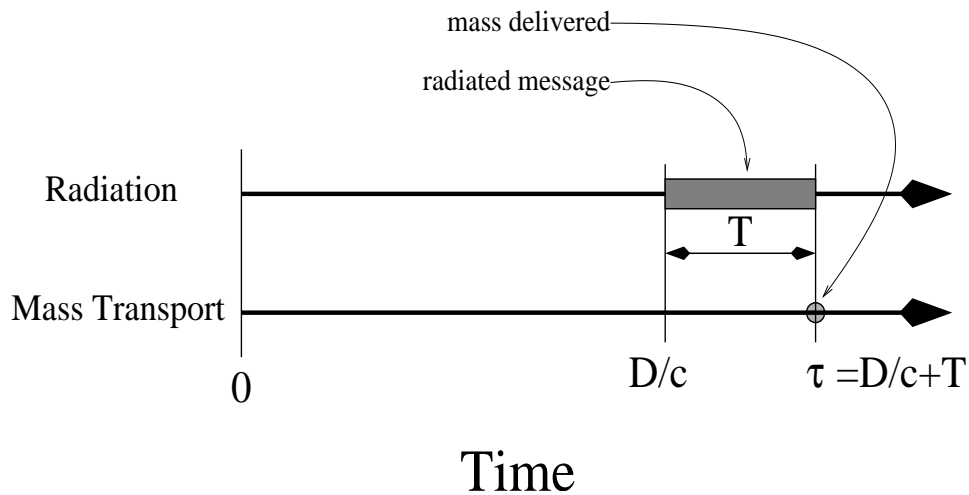 mass delivered
radiated message
Radiation
T
Mass Transport
0
D/c
τ =D/c+T
Time